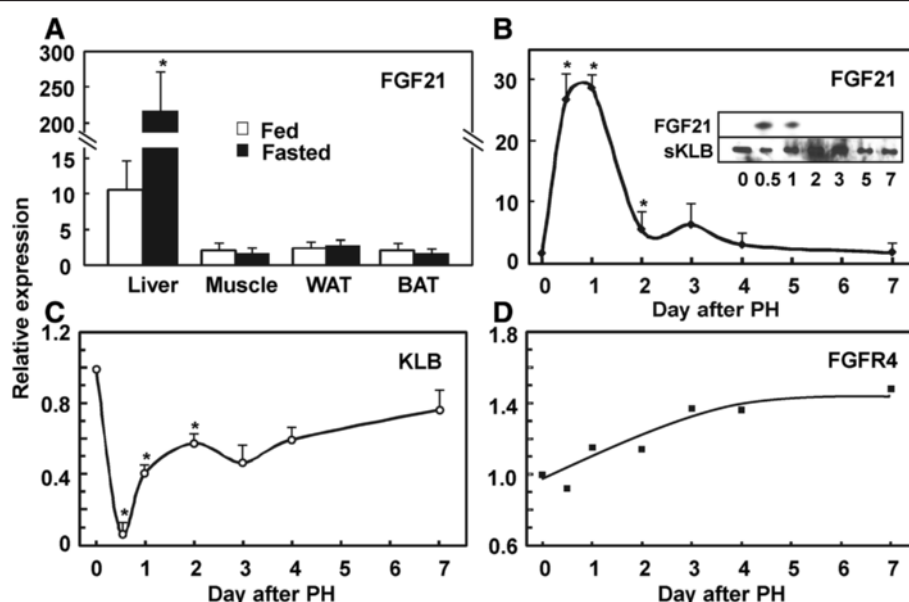 A
B
300
250
200
15
10
5
0
*
FGF21
Fed
Fasted
Liver Muscle WAT BAT
30
20
10
0
* *
*
FGF21
FGF21
sKLB
0 0.5 1 2 3 5 7
0 1 2 3 4 5 6 7
Day after PH
Relative expression
C
D
1.2
0.8
0.4
0
KLB
*
*
*
0 1 2 3 4 5 6 7
Day after PH
1.8
1.4
1.0
0.6
FGFR4
0 1 2 3 4 5 6 7
Day after PH